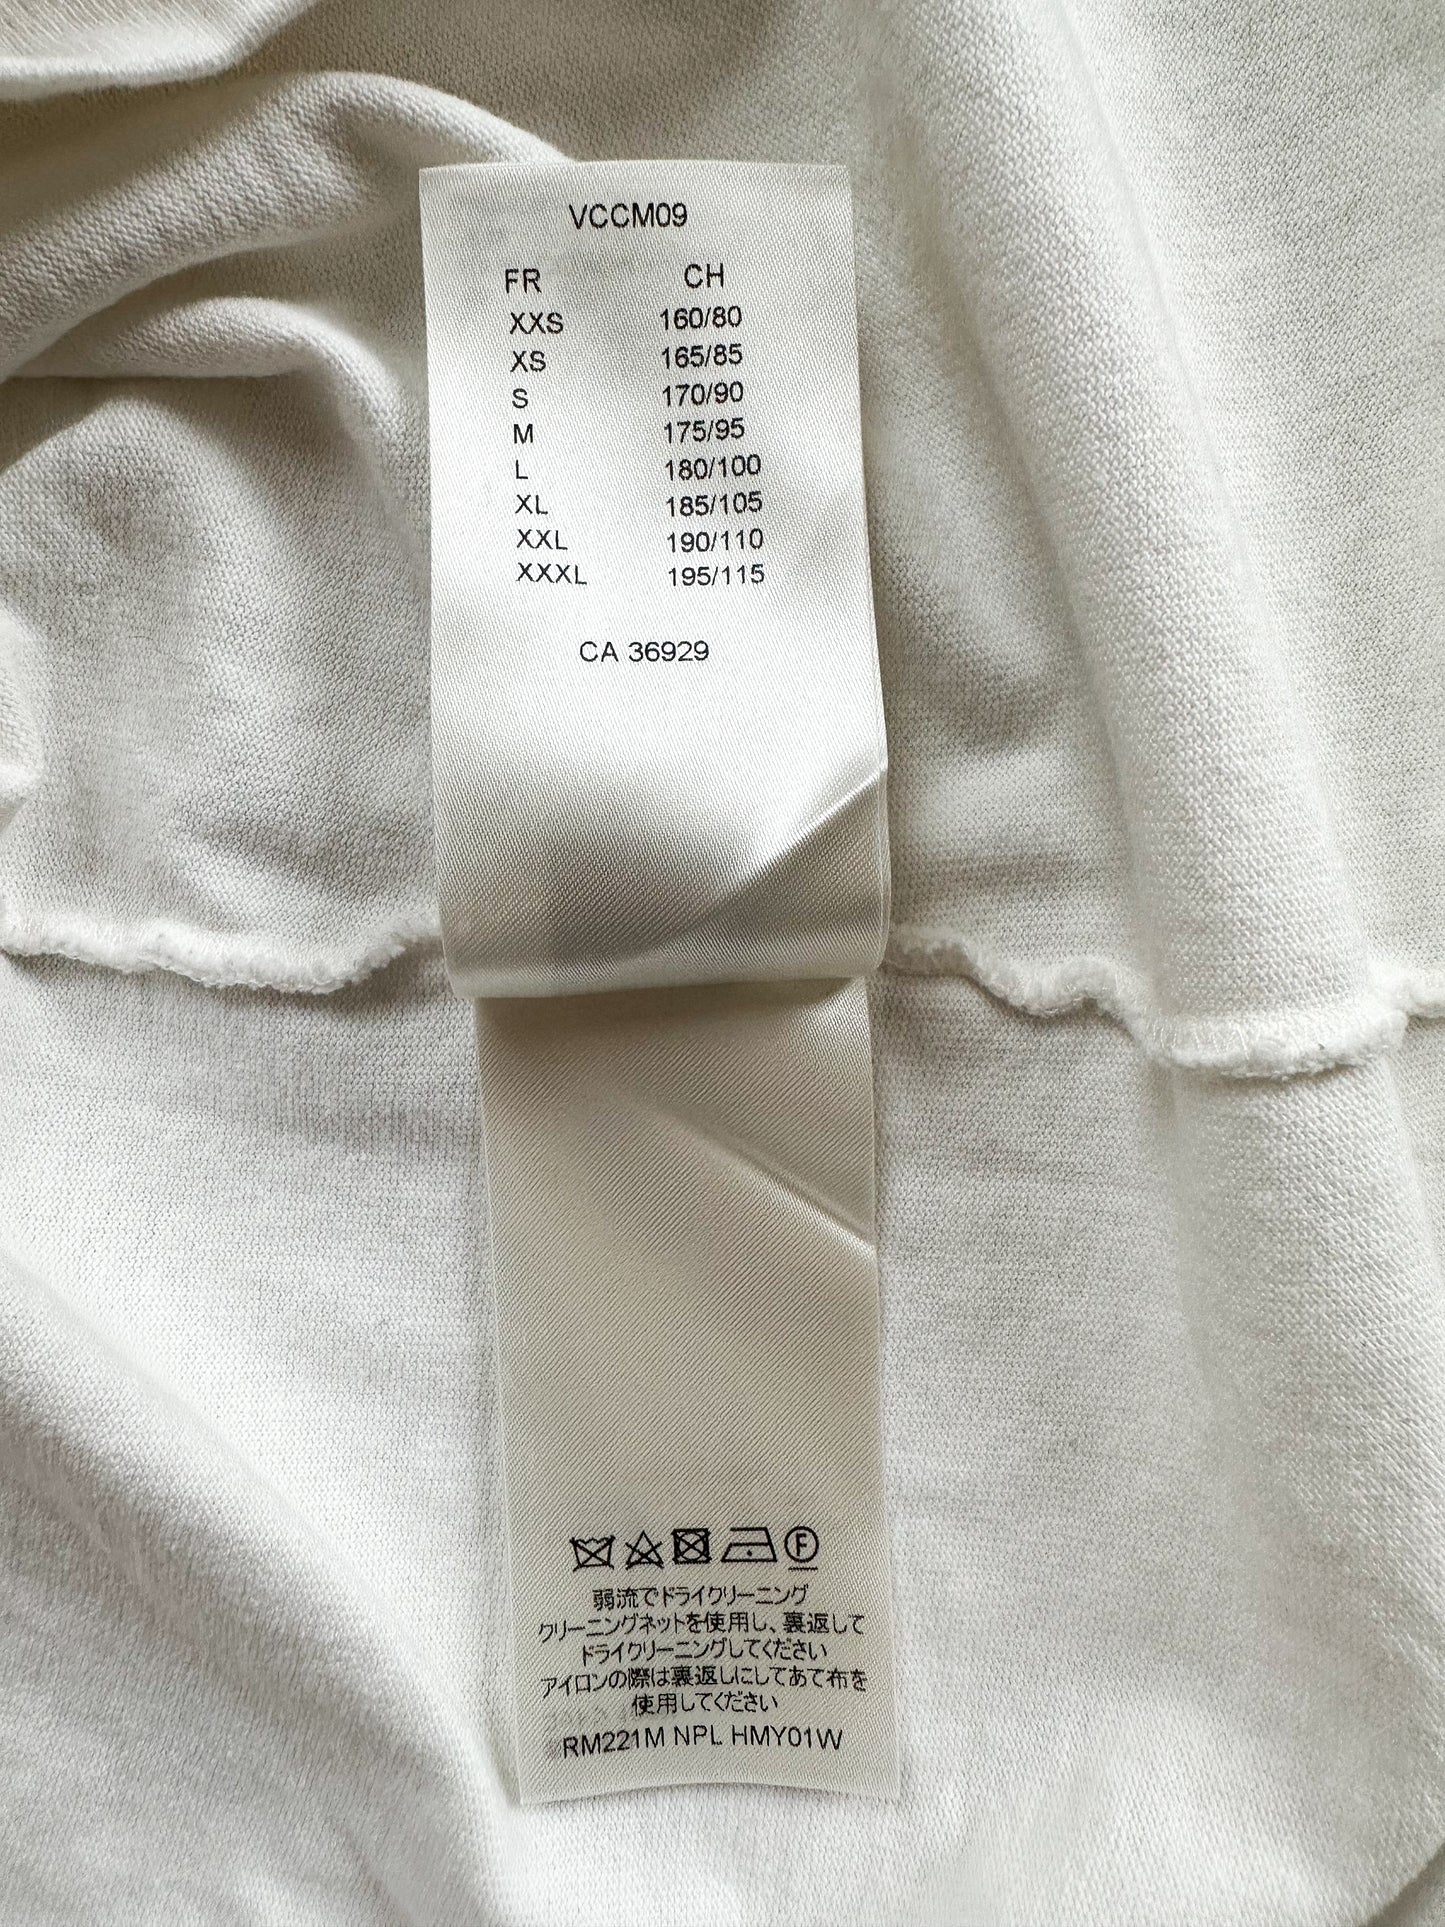 VCCM09
FR CH
XXS 160/80
XS 165/85
S 170/90
M 175/95
L 180/100
XL 185/105
XXL 190/110
XXXL 195/115
CA 36929
F
弱流でドライクリーニング
クリーニングネットを使用し、裏返して
ドライクリーニングしてください
アイロンの際は裏返しにしてあて布を
使用してください
RM221M NPL HMY01W